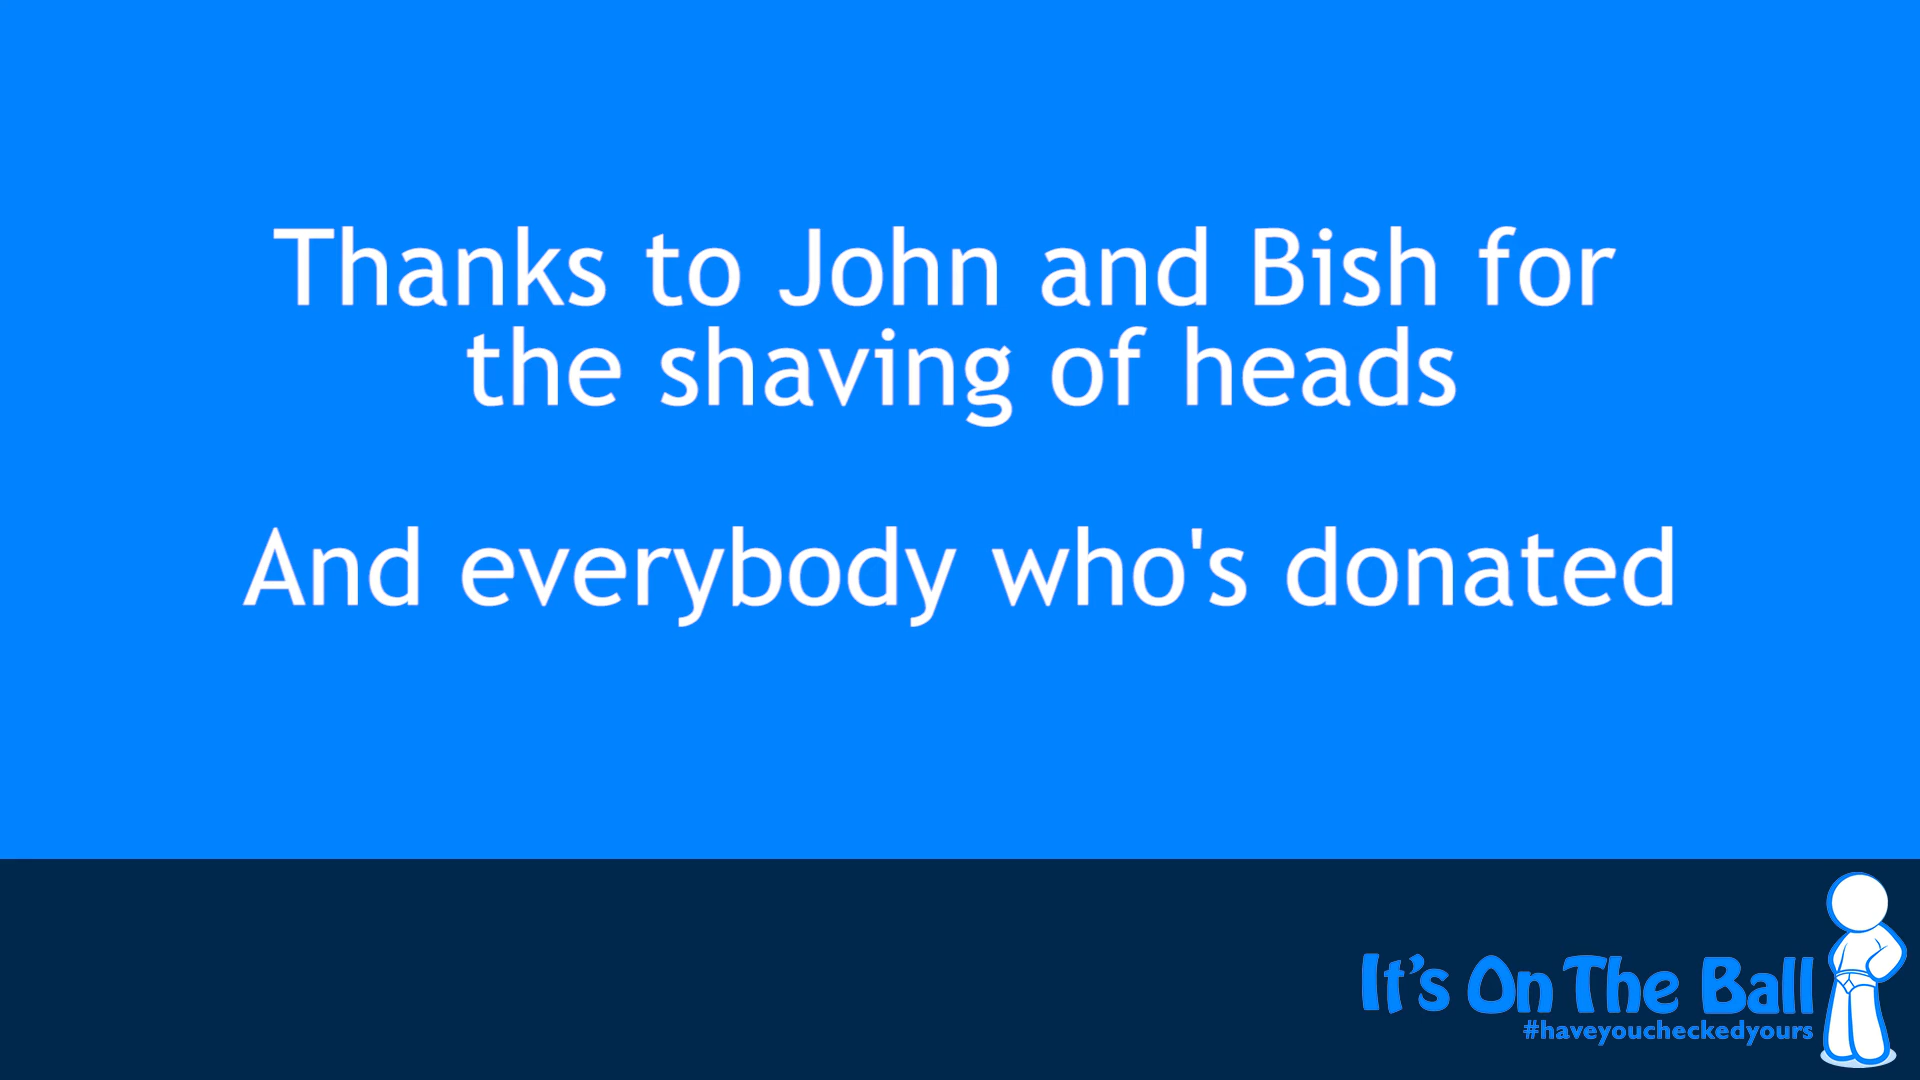 Thanks to John and Bish for
the shaving of heads
And everybody who's donated
It's On The Ball
#haveyoucheckedyours